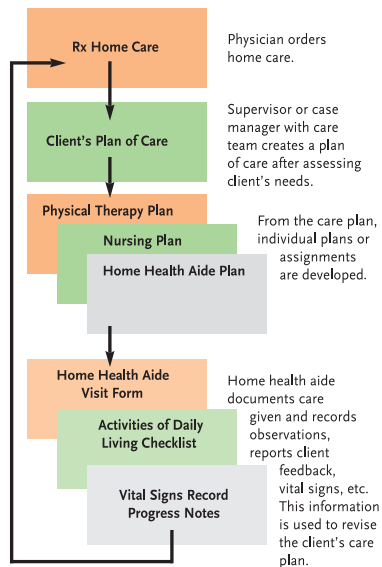 Rx Home Care
Physician orders
home care.
Client’s Plan of Care
Supervisor or case
manager with care
team creates a plan
of care after assessing
client’s needs.
Physical Therapy Plan
Nursing Plan
Home Health Aide Plan
From the care plan,
individual plans or
assignments
are developed.
Home Health Aide
Visit Form
Activities of Daily
Living Checklist
Vital Signs Record
Progress Notes
Home health aide
documents care
given and records
observations,
reports client
feedback,
vital signs, etc.
This information
is used to revise
the client’s care
plan.